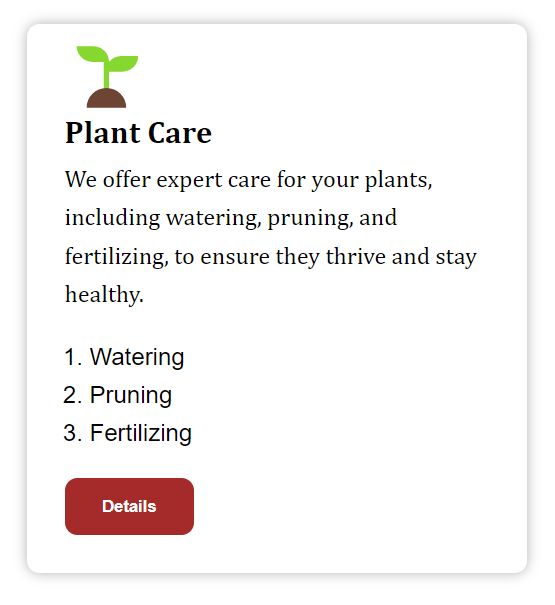 Plant Care
We offer expert care for your plants,
including watering, pruning, and
fertilizing, to ensure they thrive and stay
healthy.
1. Watering
2. Pruning
3. Fertilizing
Details